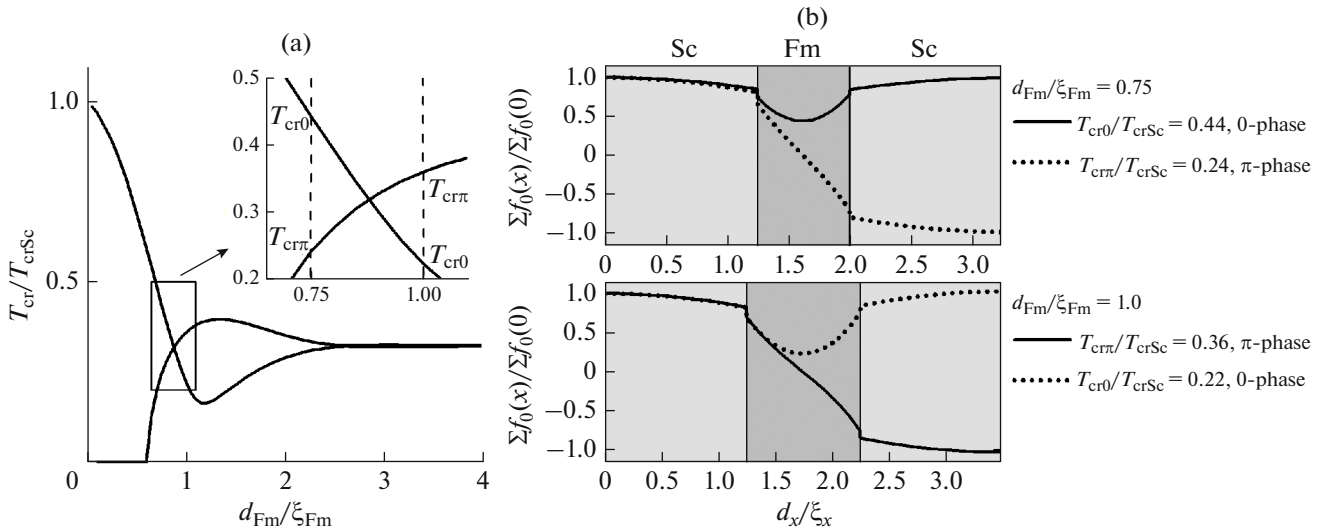 (a)
T_cr/T_crSc
1.0
0.5
0
1
2
3
4
d_Fm/ξ_Fm
0.5
0.4
0.3
0.2
0.75
1.00
T_cr0
T_crπ
T_crπ
T_cr0
(b)
Sc
Fm
Sc
Σf_0(x)/Σf_0(0)
1.0
0.5
0
−0.5
−1.0
0
0.5
1.0
1.5
2.0
2.5
3.0
d_Fm/ξ_Fm = 0.75
T_cr0/T_crSc = 0.44, 0-phase
T_crπ/T_crSc = 0.24, π-phase
Σf_0(x)/Σf_0(0)
1.0
0.5
0
−0.5
−1.0
0
0.5
1.0
1.5
2.0
2.5
3.0
d_x/ξ_x
d_Fm/ξ_Fm = 1.0
T_crπ/T_crSc = 0.36, π-phase
T_cr0/T_crSc = 0.22, 0-phase